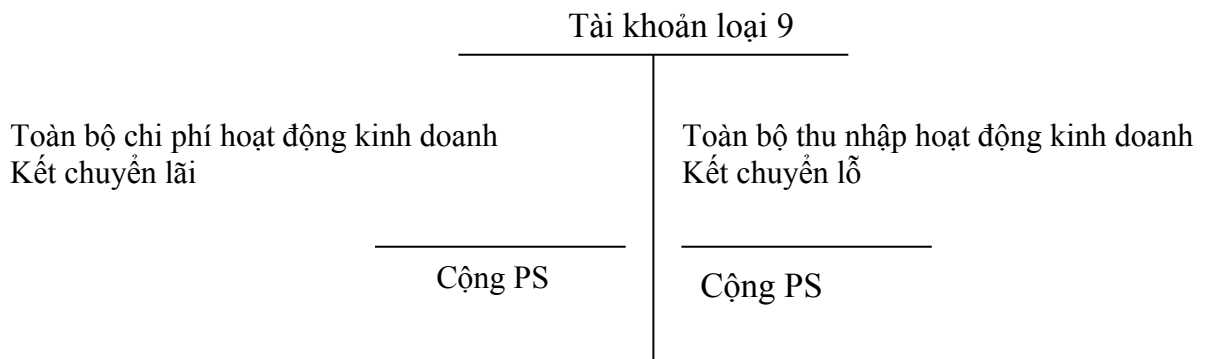 Tài khoản loại 9
Toàn bộ chi phí hoạt động kinh doanh
Kết chuyển lãi
Toàn bộ thu nhập hoạt động kinh doanh
Kết chuyển lỗ
Cộng PS
Cộng PS